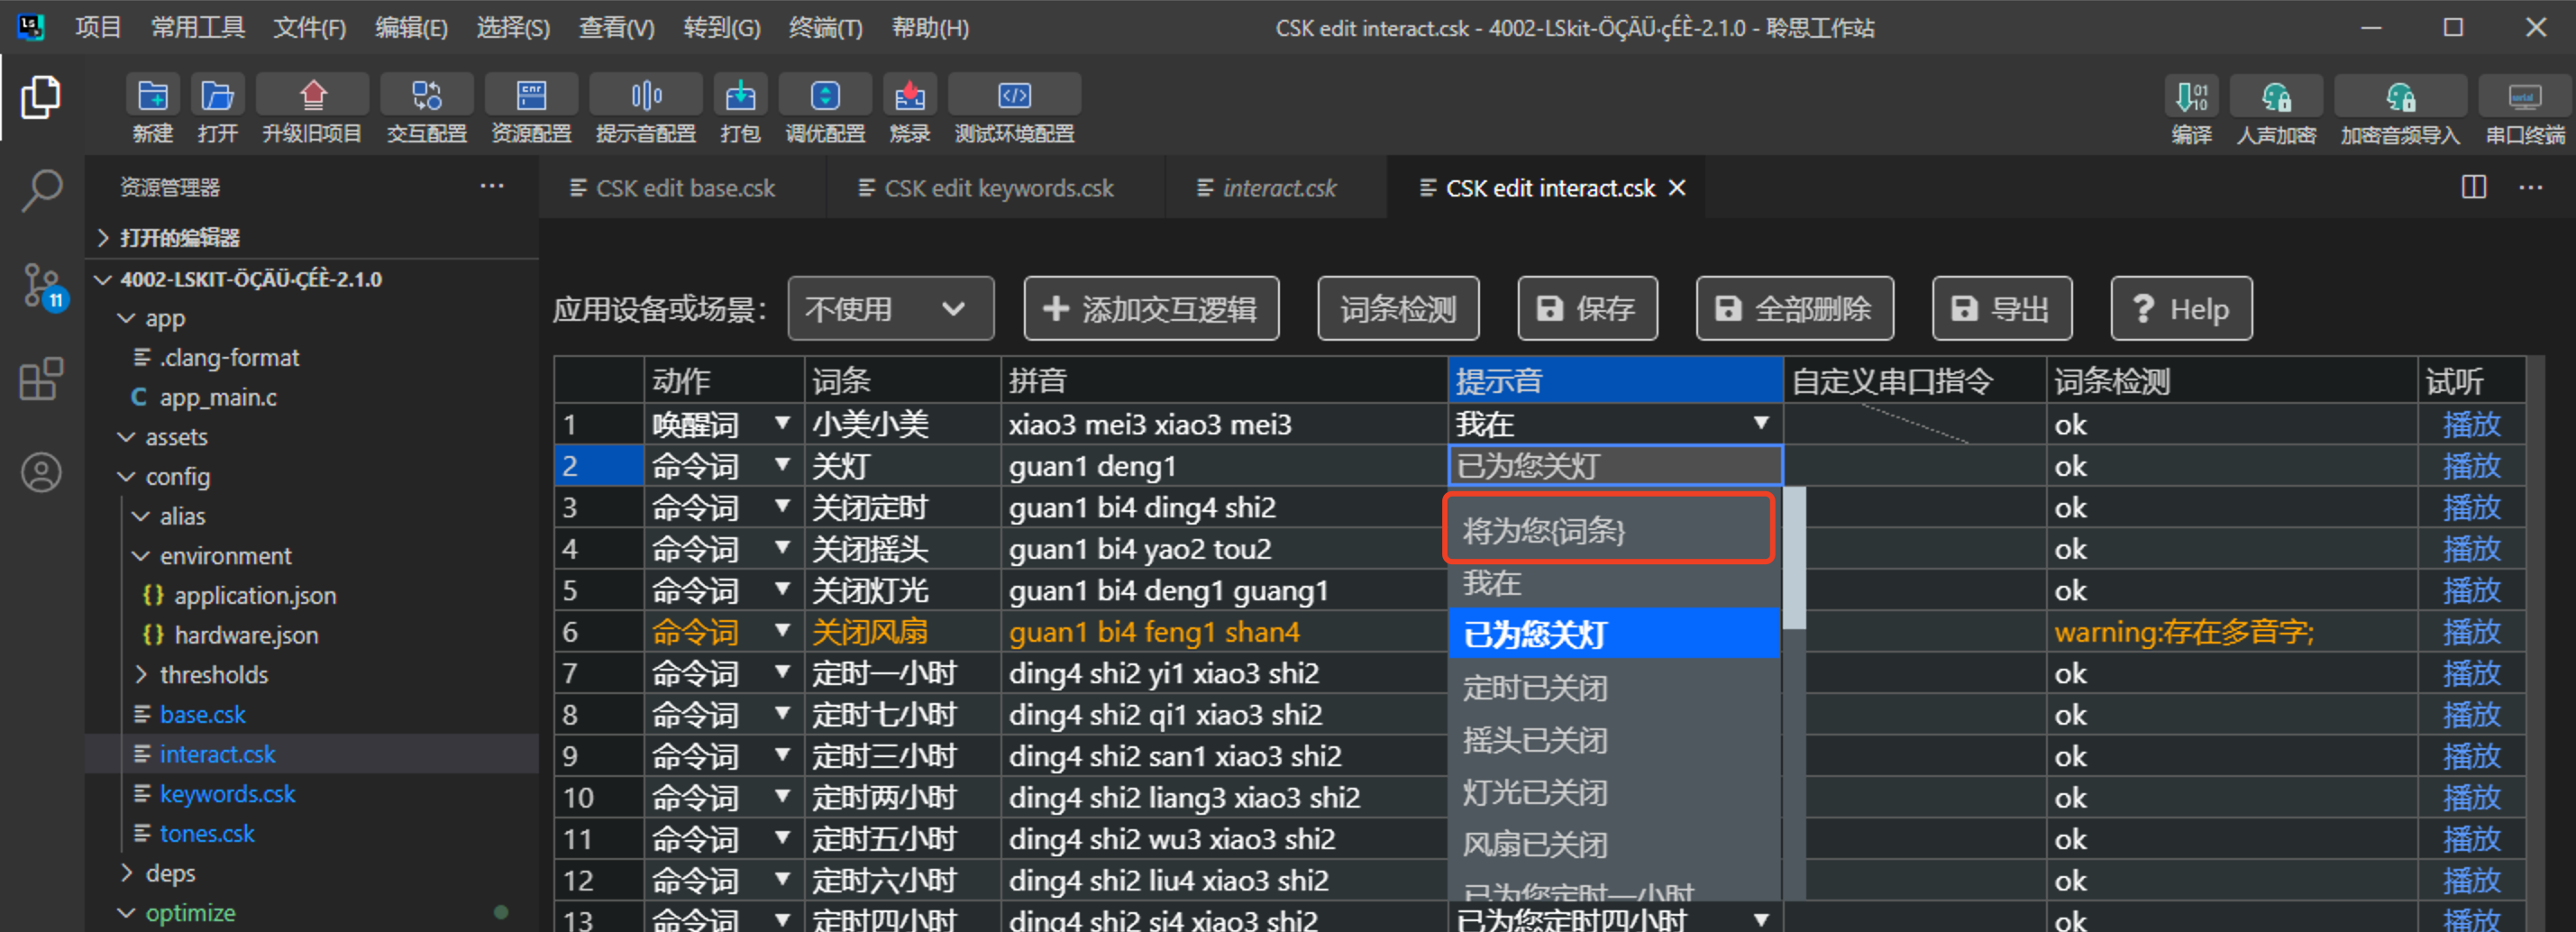 项目 常用工具 文件(F) 编辑(E) 选择(S) 查看(V) 转到(G) 终端(T) 帮助(H) CSK edit interact.csk - 4002-LSkit-ÖÇÄÜ·çÉÈ-2.1.0 - 聆思工作站
新建 打开 升级旧项目 交互配置 资源配置 提示音配置 打包 调优配置 烧录 测试环境配置 编译 人声加密 加密音频导入 串口终端
资源管理器 ··· CSK edit base.csk CSK edit keywords.csk interact.csk CSK edit interact.csk ···
打开的编辑器
4002-LSKIT-ÖÇÄÜ·ÇÉÈ-2.1.0
app
.clang-format
C app_main.c
assets
config
alias
environment
{} application.json
{} hardware.json
thresholds
base.csk
interact.csk
keywords.csk
tones.csk
deps
optimize
11
应用设备或场景: 不使用 + 添加交互逻辑 词条检测 保存 全部删除 导出 ? Help
动作 词条 拼音 提示音 自定义串口指令 词条检测 试听
1 唤醒词 小美小美 xiao3 mei3 xiao3 mei3 我在 ok 播放
2 命令词 关灯 guan1 deng1 已为您关灯 ok 播放
3 命令词 关闭定时 guan1 bi4 ding4 shi2 ok 播放
4 命令词 关闭摇头 guan1 bi4 yao2 tou2 ok 播放
5 命令词 关闭灯光 guan1 bi4 deng1 guang1 ok 播放
6 命令词 关闭风扇 guan1 bi4 feng1 shan4 warning:存在多音字; 播放
7 命令词 定时一小时 ding4 shi2 yi1 xiao3 shi2 ok 播放
8 命令词 定时七小时 ding4 shi2 qi1 xiao3 shi2 ok 播放
9 命令词 定时三小时 ding4 shi2 san1 xiao3 shi2 ok 播放
10 命令词 定时两小时 ding4 shi2 liang3 xiao3 shi2 ok 播放
11 命令词 定时五小时 ding4 shi2 wu3 xiao3 shi2 ok 播放
12 命令词 定时六小时 ding4 shi2 liu4 xiao3 shi2 ok 播放
13 命令词 定时四小时 ding4 shi2 si4 xiao3 shi2 已为您定时四小时 ok 播放
将为您{词条}
我在
已为您关灯
定时已关闭
摇头已关闭
灯光已关闭
风扇已关闭
已为您定时一小时